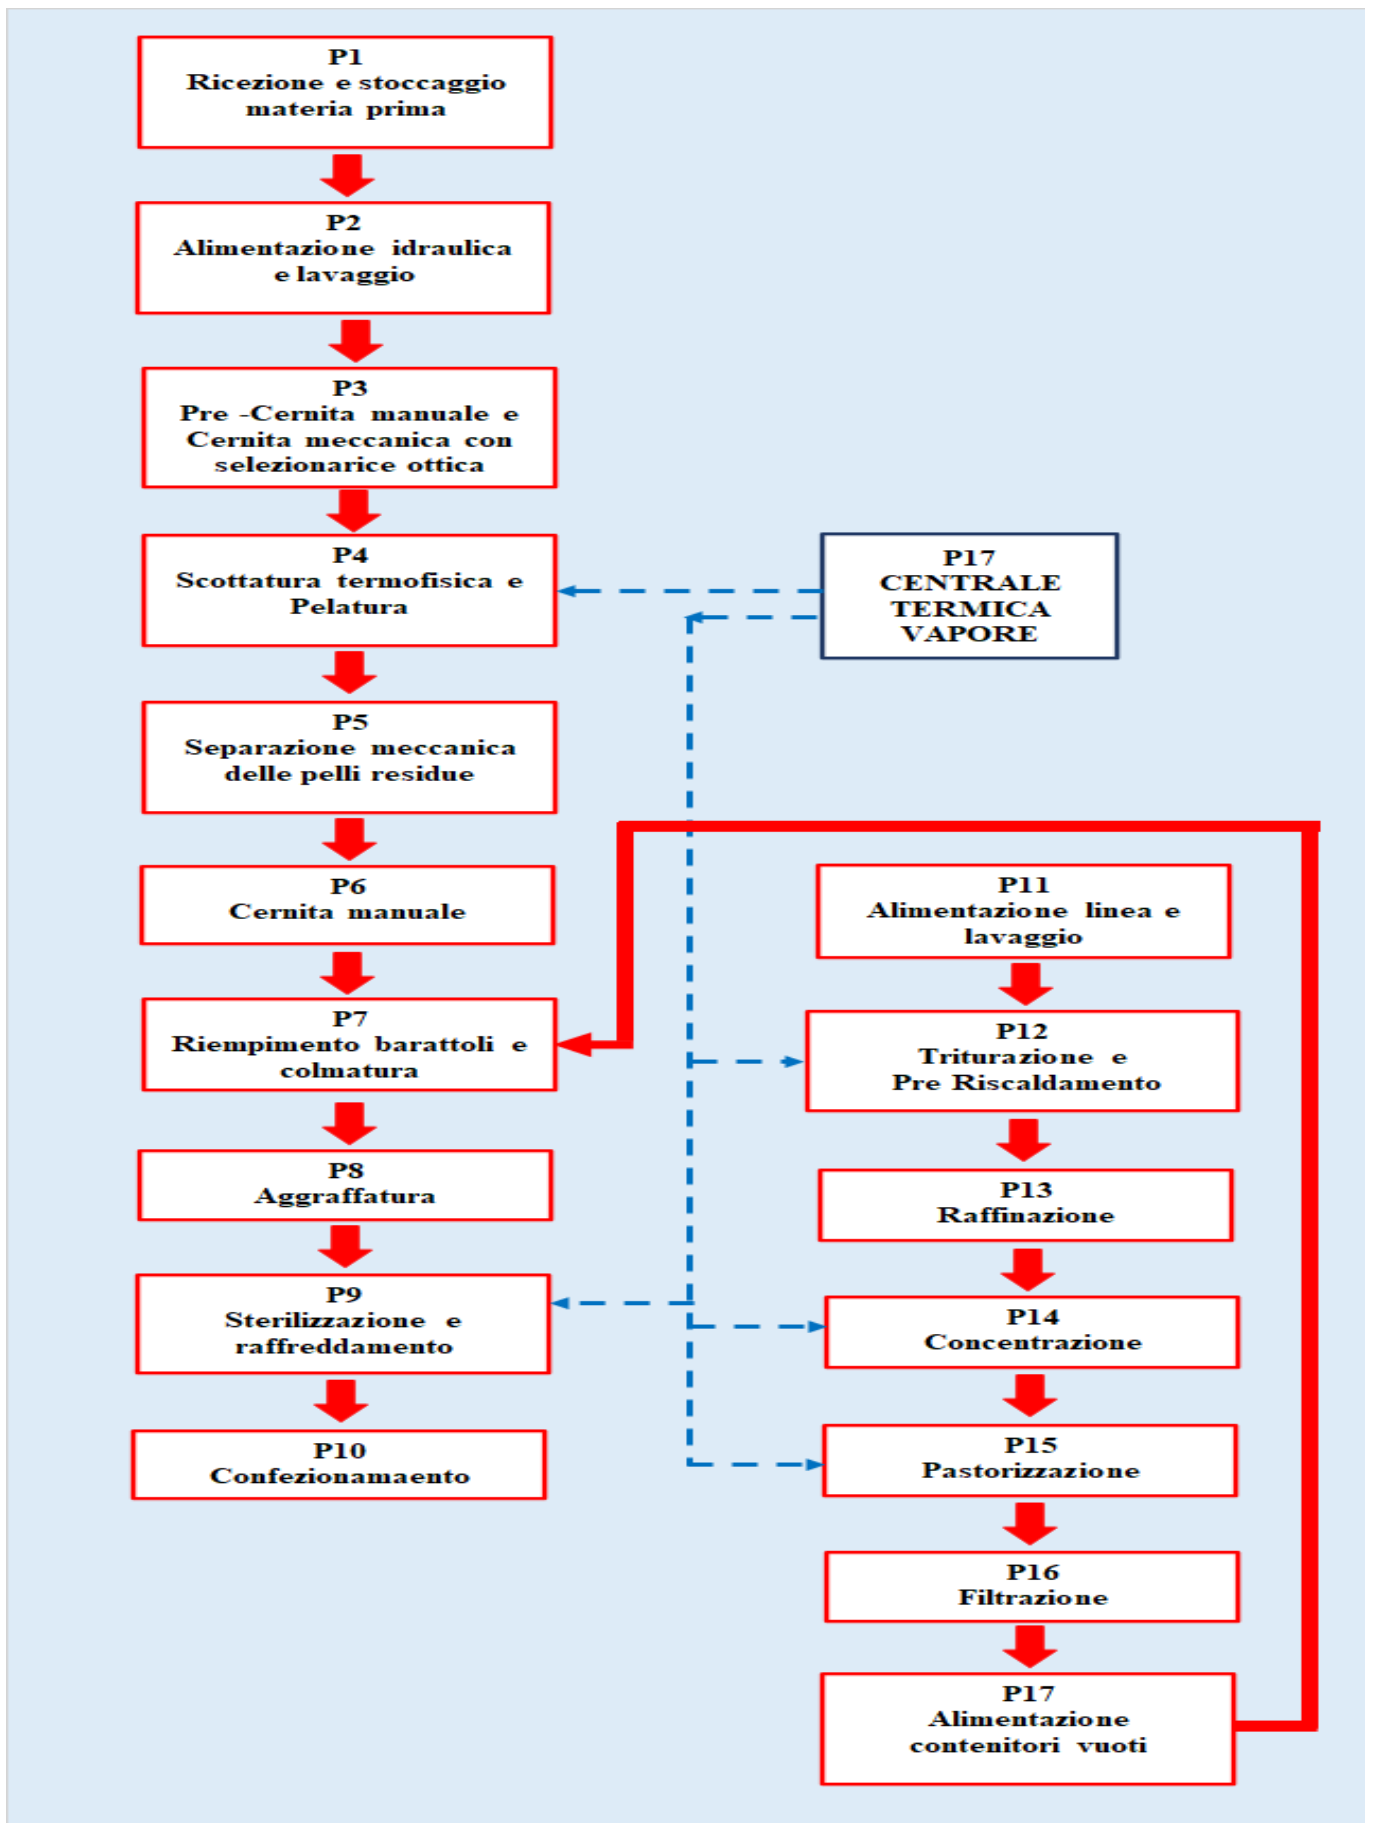 P1
Ricezione e stoccaggio
materia prima
P2
Alimentazione idraulica
e lavaggio
P3
Pre -Cernita manuale e
Cernita meccanica con
selezionarice ottica
P4
Scottatura termofisica e
Pelatura
P17
CENTRALE
TERMICA
VAPORE
P5
Separazione meccanica
delle pelli residue
P6
Cernita manuale
P7
Riempimento barattoli e
colmatura
P8
Aggraffatura
P9
Sterilizzazione e
raffreddamento
P10
Confezionamaento
P11
Alimentazione linea e
lavaggio
P12
Triturazione e
Pre Riscaldamento
P13
Raffinazione
P14
Concentrazione
P15
Pastorizzazione
P16
Filtrazione
P17
Alimentazione
contenitori vuoti